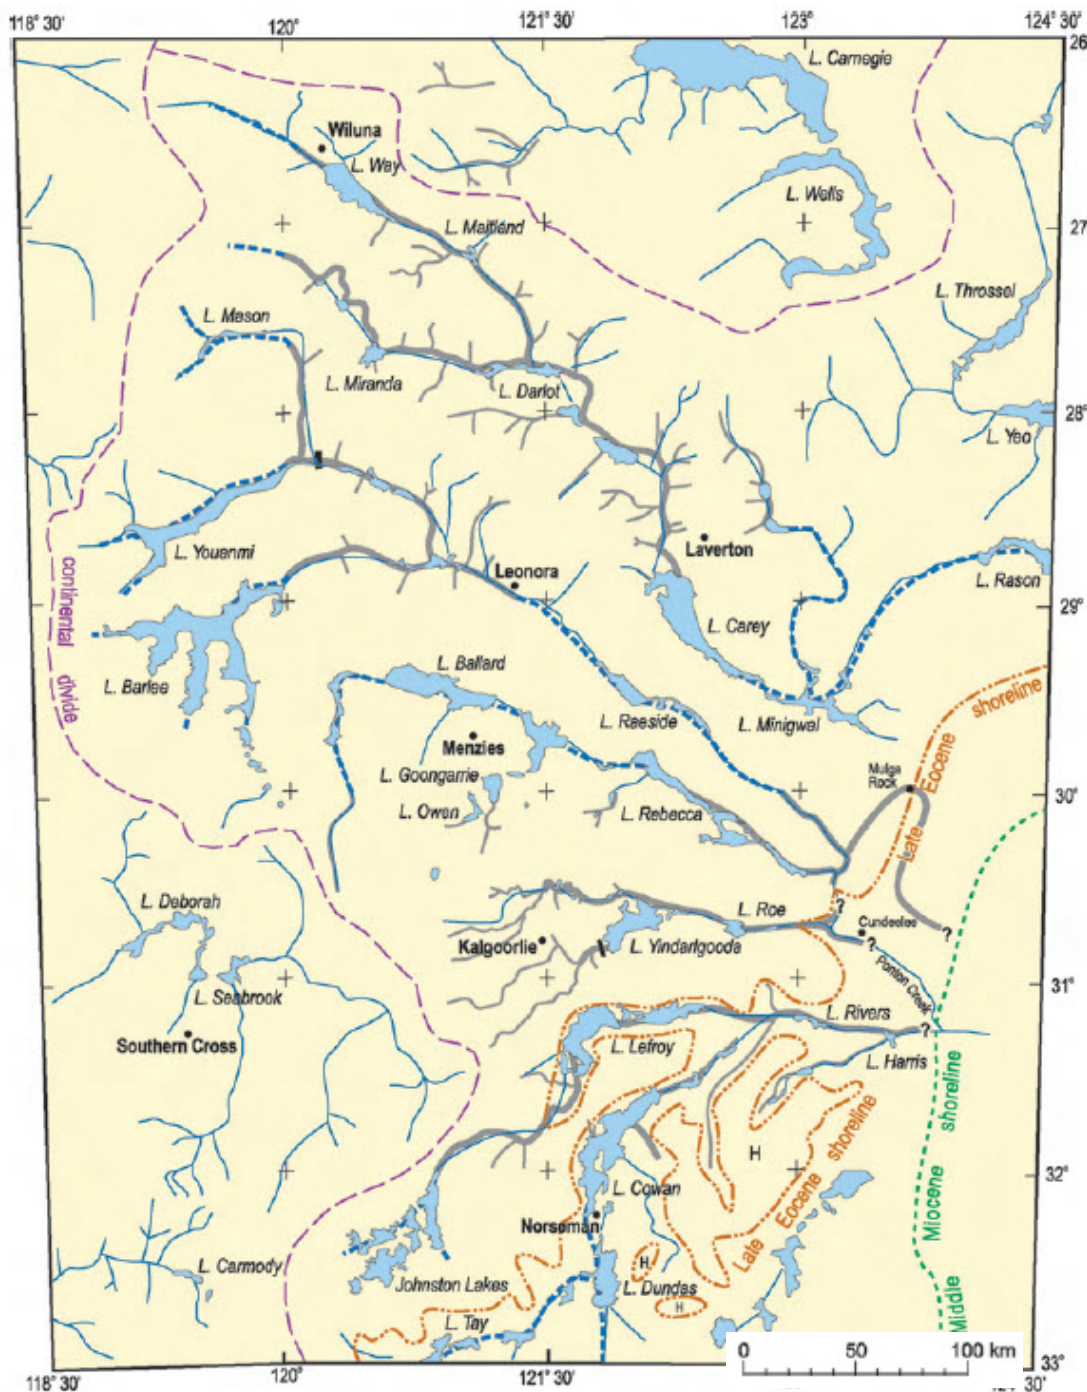 118° 30'
120°
121° 30'
123°
124° 30'
26
L. Carnegie
Wiluna
L. Way
L. Wells
L. Maitland
27°
L. Throssel
L. Mason
L. Miranda
L. Darlot
28°
L. Yeo
L. Youenmi
Laverton
Leonora
L. Rason
continental divide
29°
L. Carey
L. Barlee
L. Ballard
shoreline
L. Raeside
L. Minigwal
Menzies
Eocene
Mulga
Rock
L. Goongarrie
L. Owen
L. Rebecca
30°
Late
L. Deborah
L. Roe
?
Cundeelee
?
?
Kalgoorlie
L. Yindarlgooda
Ponton Creek
L. Seabrook
31°
L. Rivers
?
Southern Cross
L. Lefroy
L. Harris
shoreline
shoreline
H
32°
L. Cowan
Eocene
Miocene
Norseman
Late
H
L. Carmody
Johnston Lakes
L. Dundas
H
L. Tay
Middle
0 50 100 km
33°
118° 30'
120°
121° 30'
30'